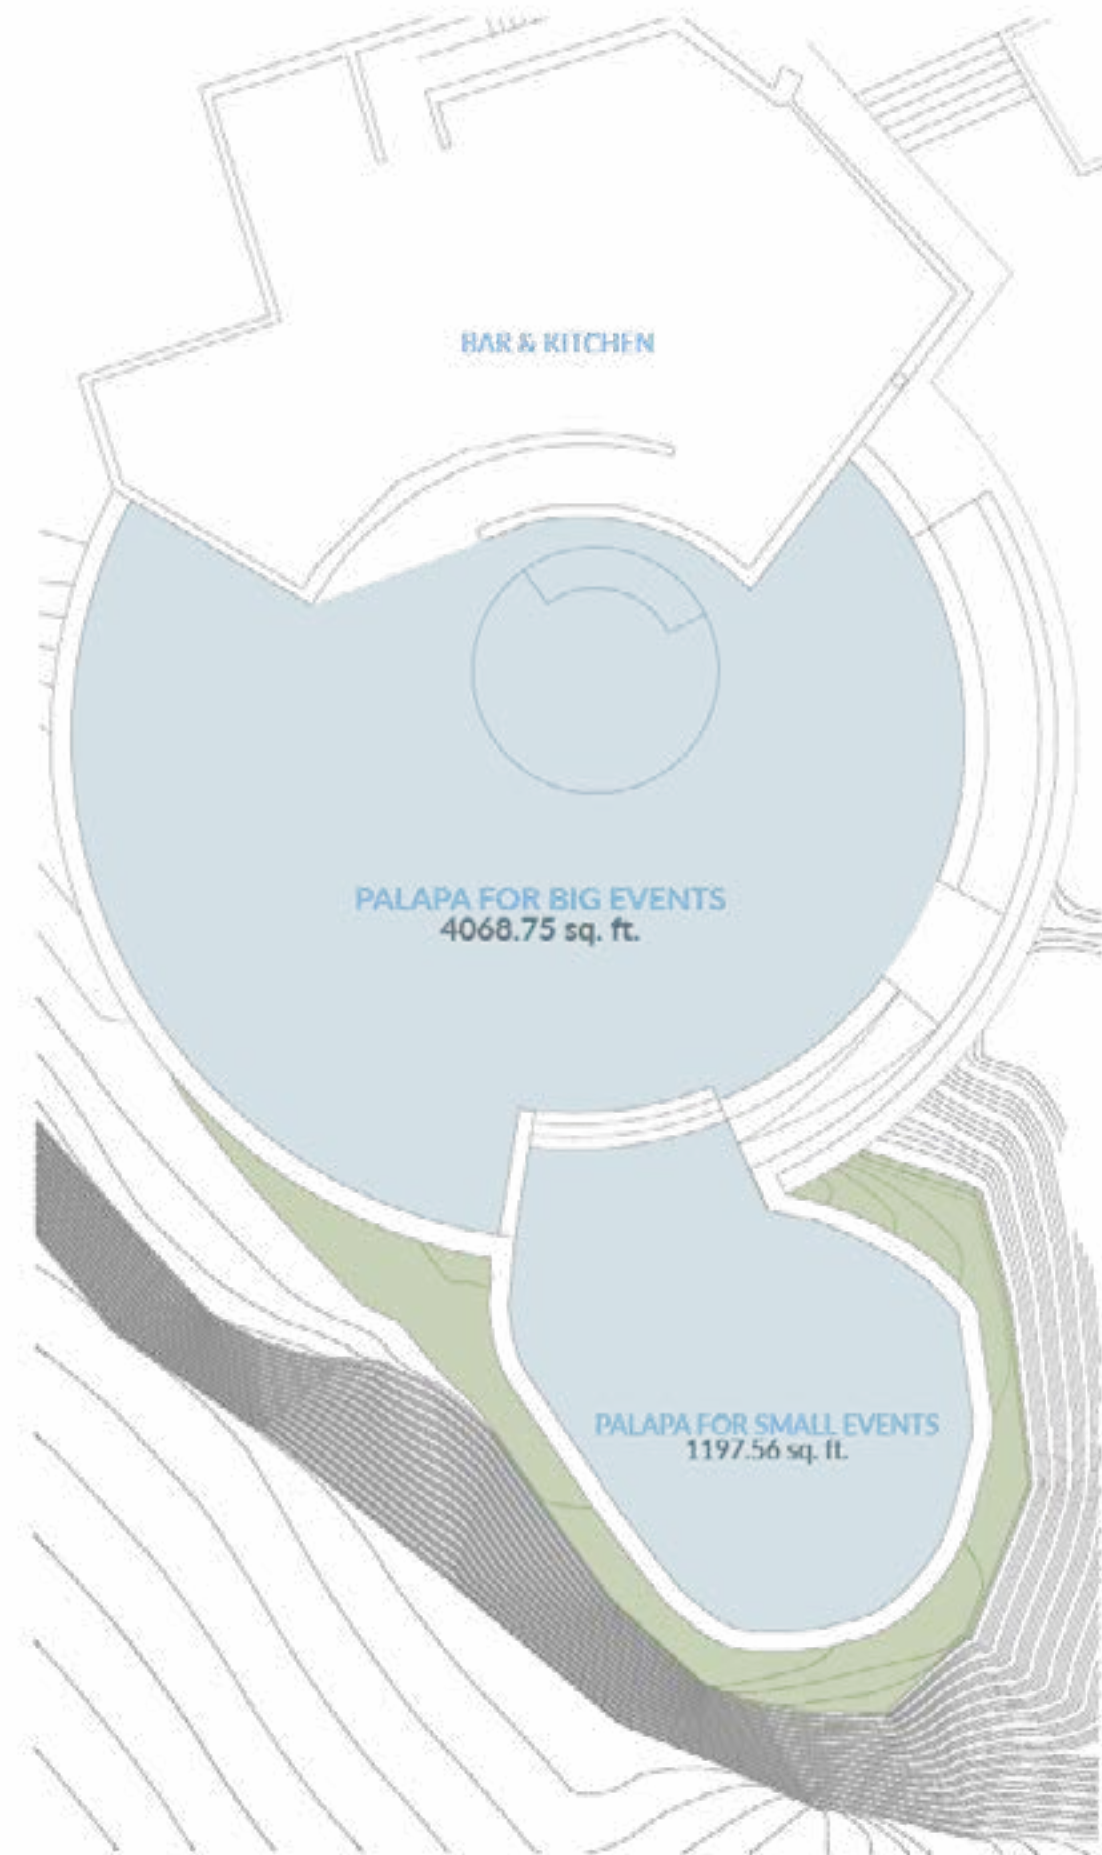 BAR & KITCHEN
PALAPA FOR BIG EVENTS
4068.75 sq. ft.
PALAPA FOR SMALL EVENTS
1197.56 sq. ft.